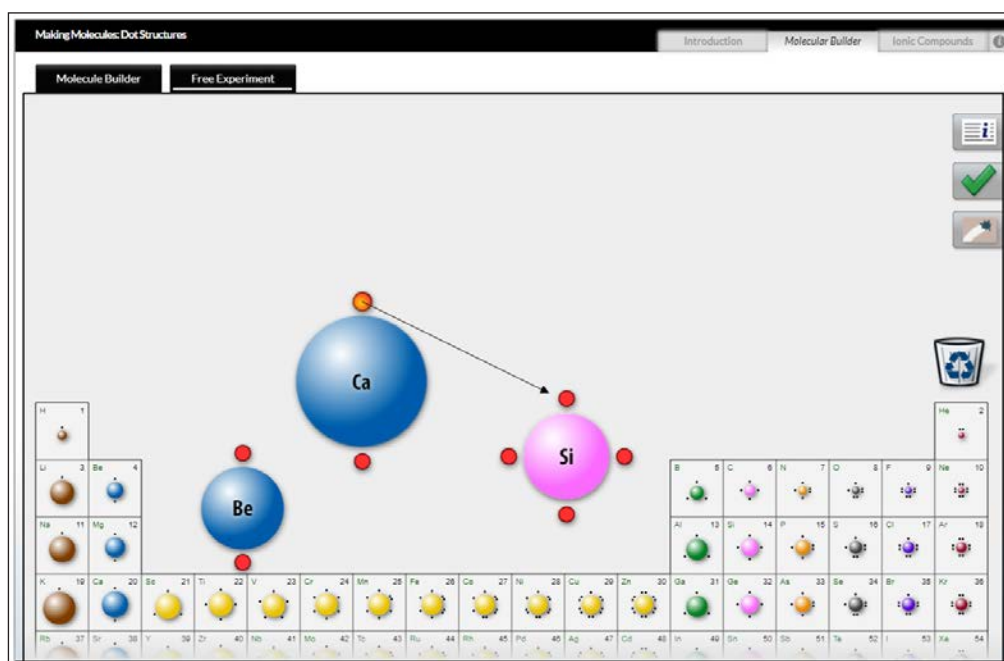 Making Molecules: Dot Structures
Introduction
Molecular Builder
Ionic Compounds
Molecule Builder
Free Experiment
Ca
Si
Be
H 1
He 2
Li 3 Be 4
B 5 C 6 N 7 O 8 F 9 Ne 10
Na 11 Mg 12
Al 13 Si 14 P 15 S 16 Cl 17 Ar 18
K 19 Ca 20 Sc 21 Ti 22 V 23 Cr 24 Mn 25 Fe 26 Co 27 Ni 28 Cu 29 Zn 30 Ga 31 Ge 32 As 33 Se 34 Br 35 Kr 36
Rb 37 Sr 38 Y 39 Zr 40 Nb 41 Mo 42 Tc 43 Ru 44 Rh 45 Pd 46 Ag 47 Cd 48 In 49 Sn 50 Sb 51 Te 52 I 53 Xe 54